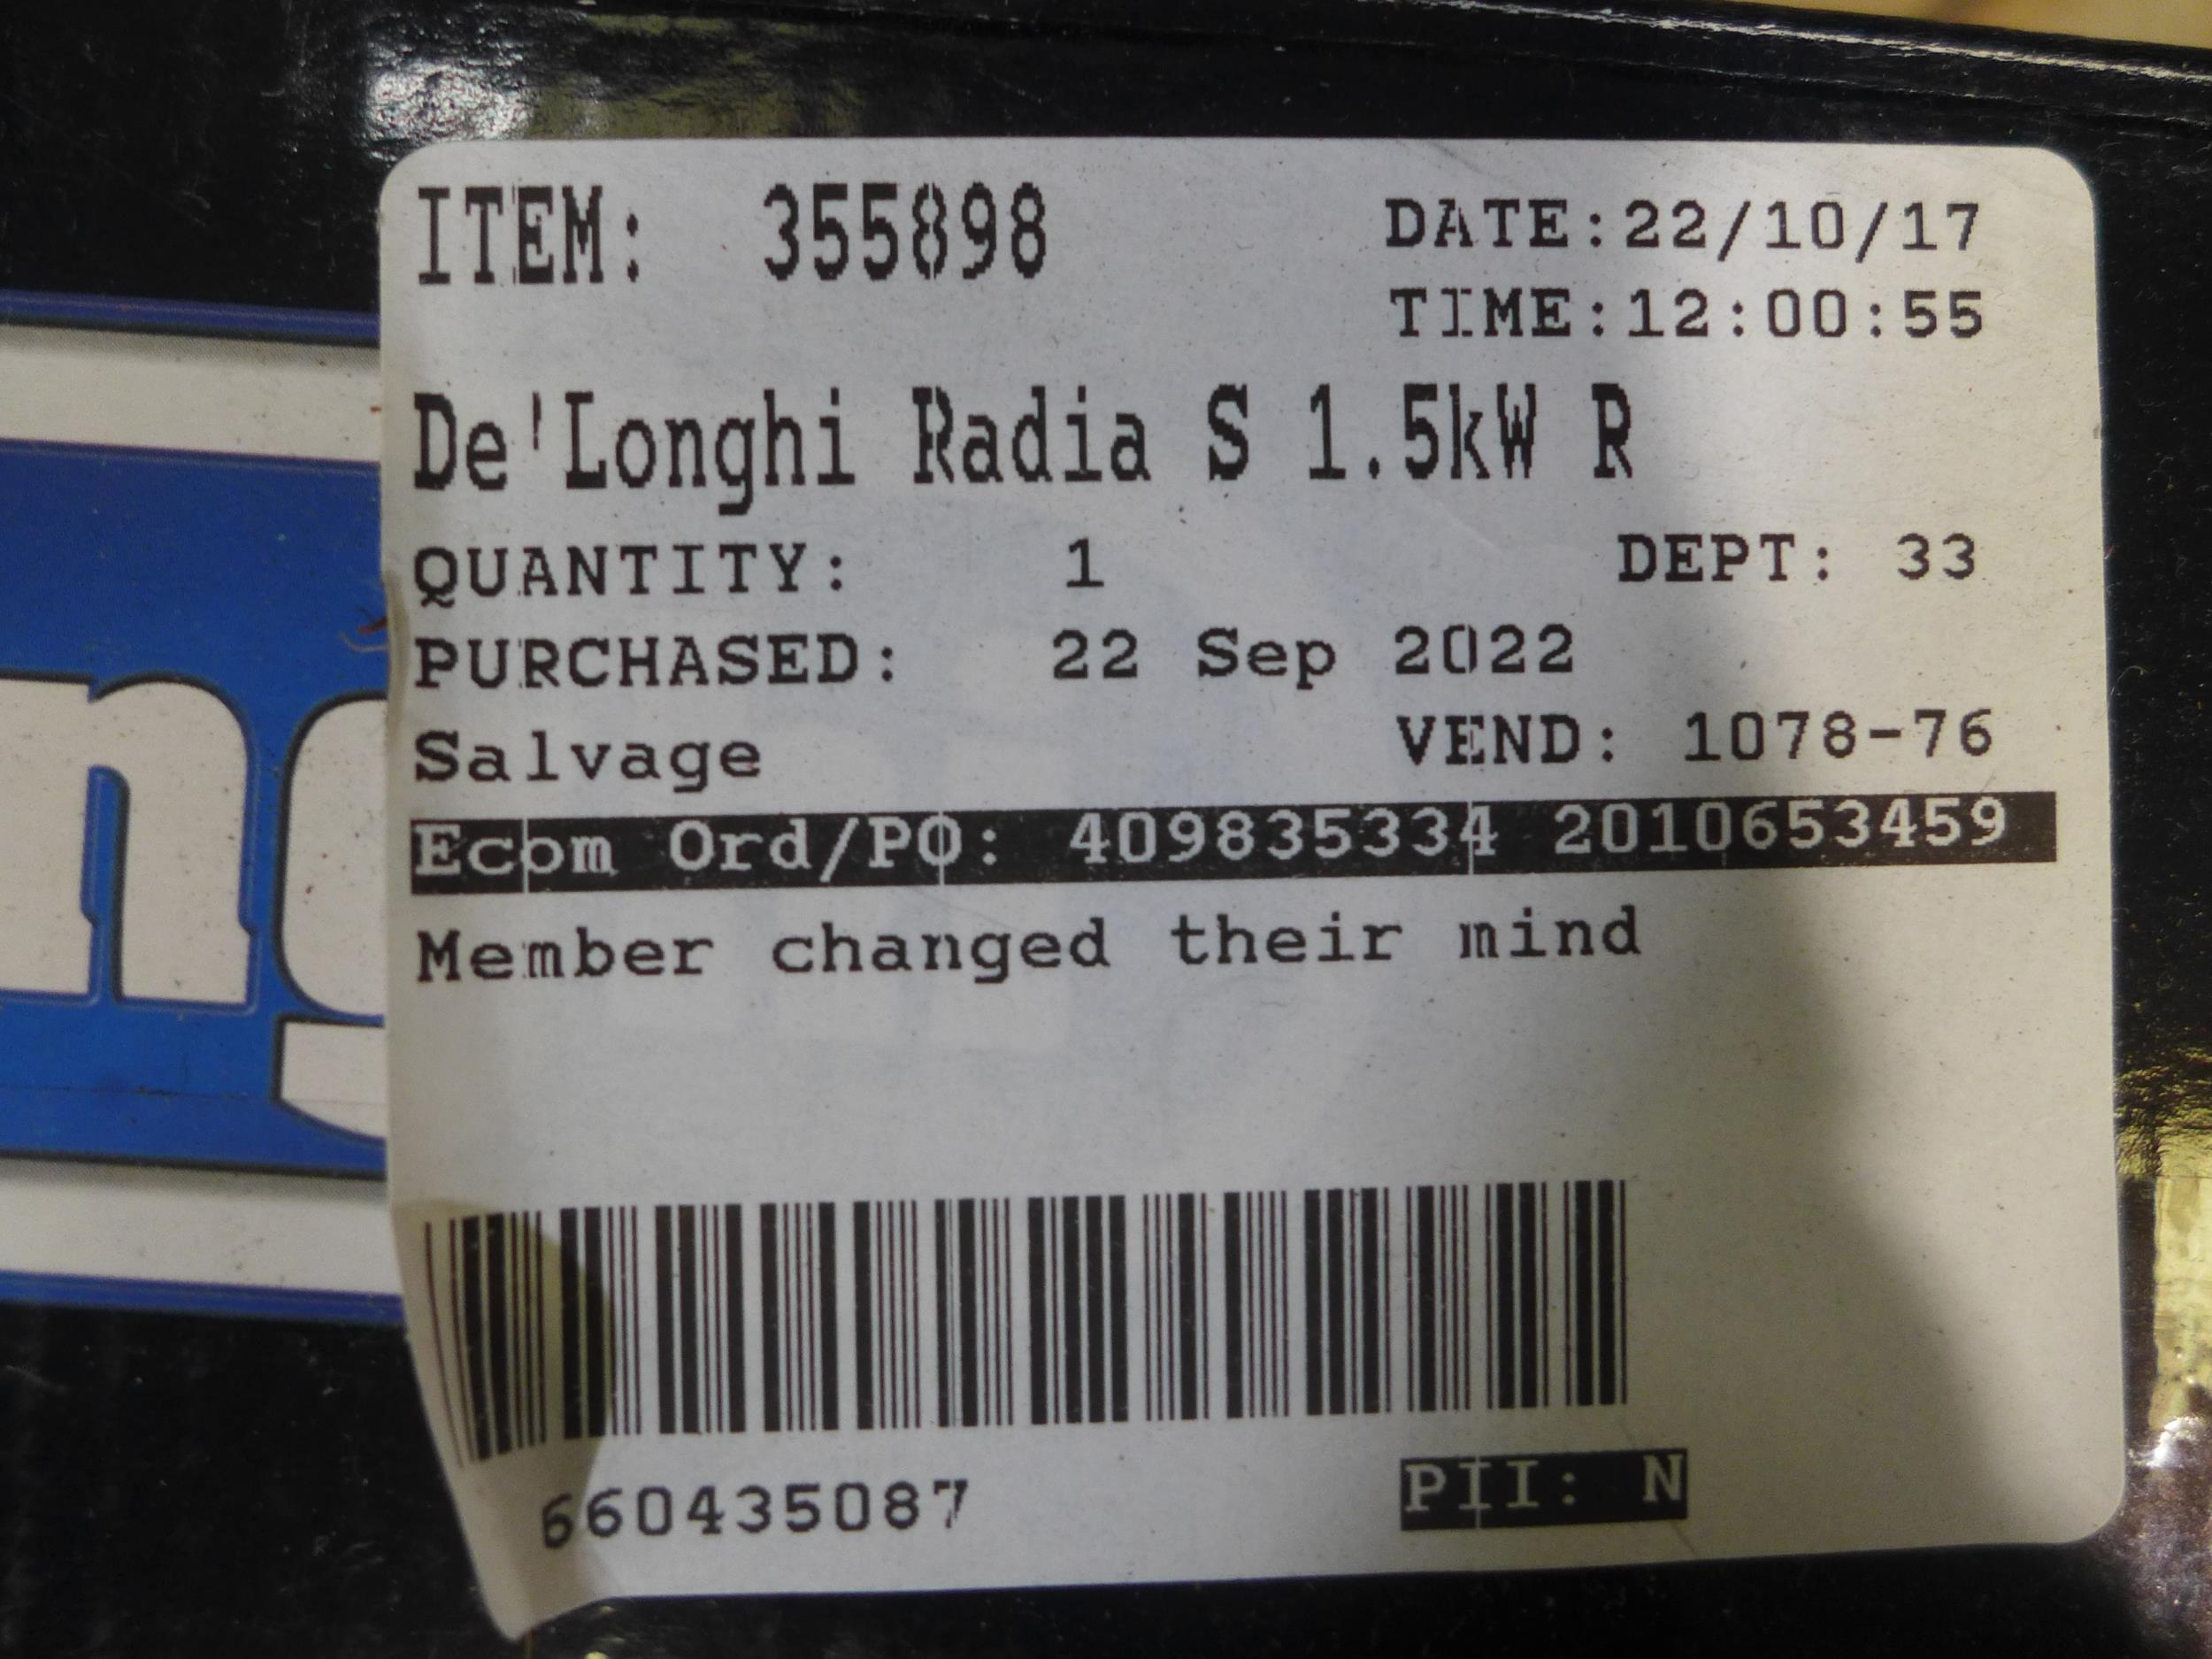 ITEM: 355898
DATE:22/10/17
TIME:12:00:55
De'Longhi Radia S 1.5kW R
QUANTITY: 1
DEPT: 33
PURCHASED: 22 Sep 2022
Salvage
VEND: 1078-76
Ecom Ord/PO: 409835334 2010653459
Member changed their mind
660435087
PII: N
ng